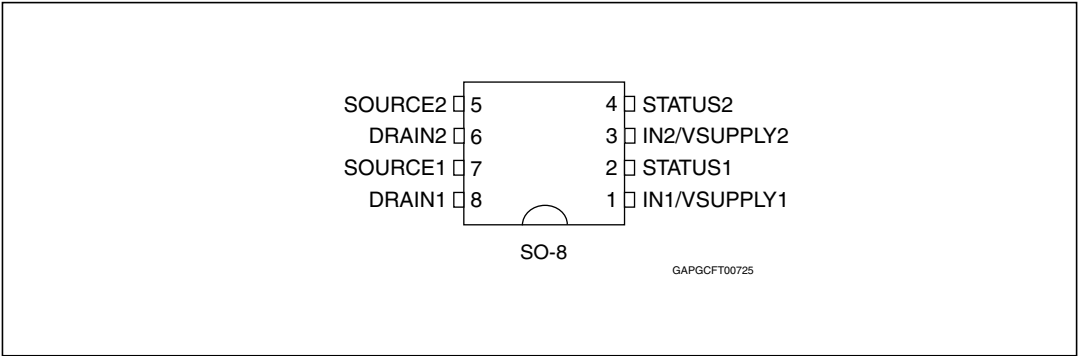 SOURCE2 5 4 STATUS2
DRAIN2 6 3 IN2/VSUPPLY2
SOURCE1 7 2 STATUS1
DRAIN1 8 1 IN1/VSUPPLY1
SO-8
GAPGCFT00725